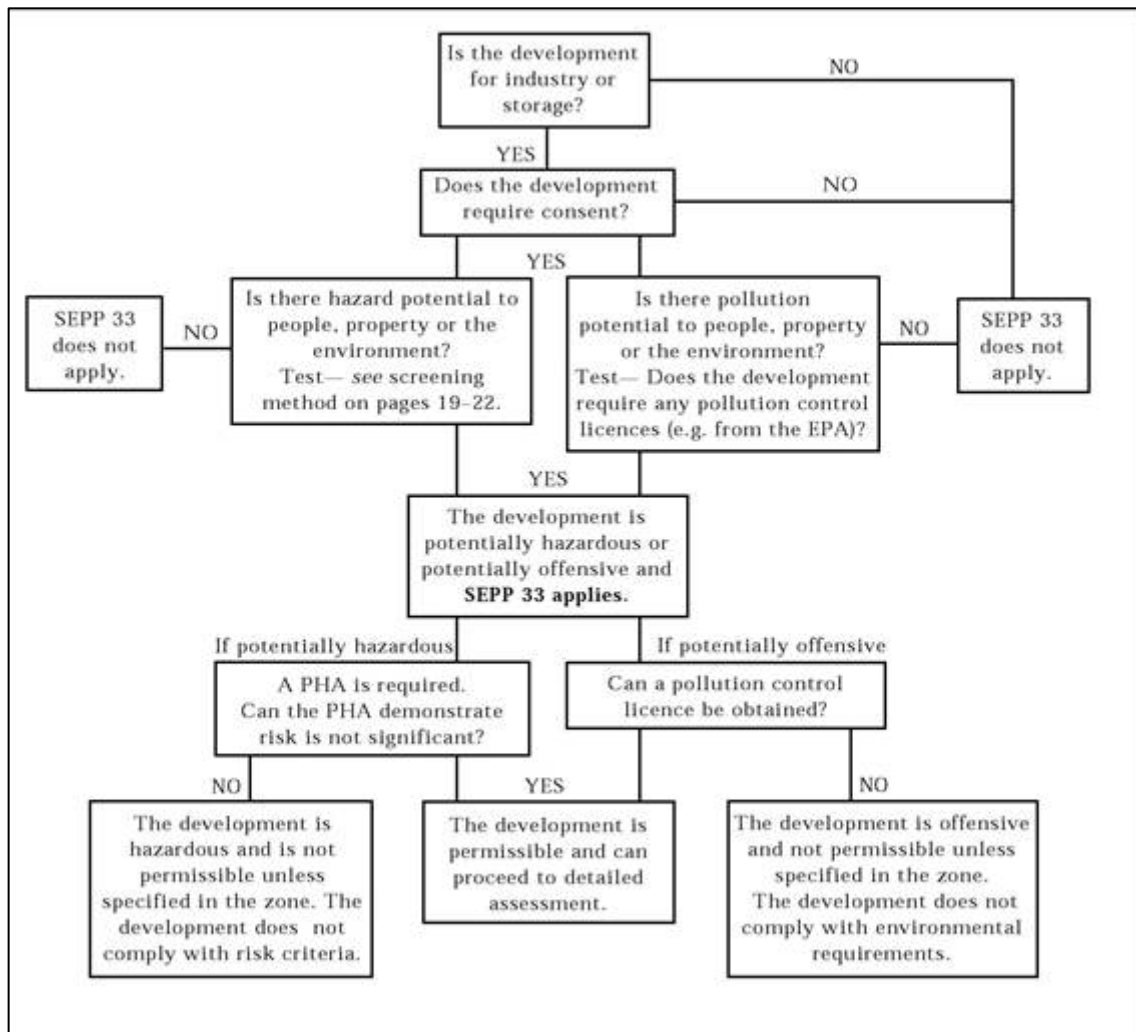 Is the development
for industry or
storage?
NO
YES
Does the development
require consent?
NO
YES
SEPP 33
does not
apply.
NO
Is there hazard potential to
people, property or the
environment?
Test— see screening
method on pages 19–22.
Is there pollution
potential to people, property
or the environment?
Test— Does the development
require any pollution control
licences (e.g. from the EPA)?
NO
SEPP 33
does not
apply.
YES
The development is
potentially hazardous or
potentially offensive and
SEPP 33 applies.
If potentially hazardous
If potentially offensive
A PHA is required.
Can the PHA demonstrate
risk is not significant?
Can a pollution control
licence be obtained?
NO
YES
NO
The development is
hazardous and is not
permissible unless
specified in the zone. The
development does not
comply with risk criteria.
The development is
permissible and can
proceed to detailed
assessment.
The development is offensive
and not permissible unless
specified in the zone.
The development does not
comply with environmental
requirements.